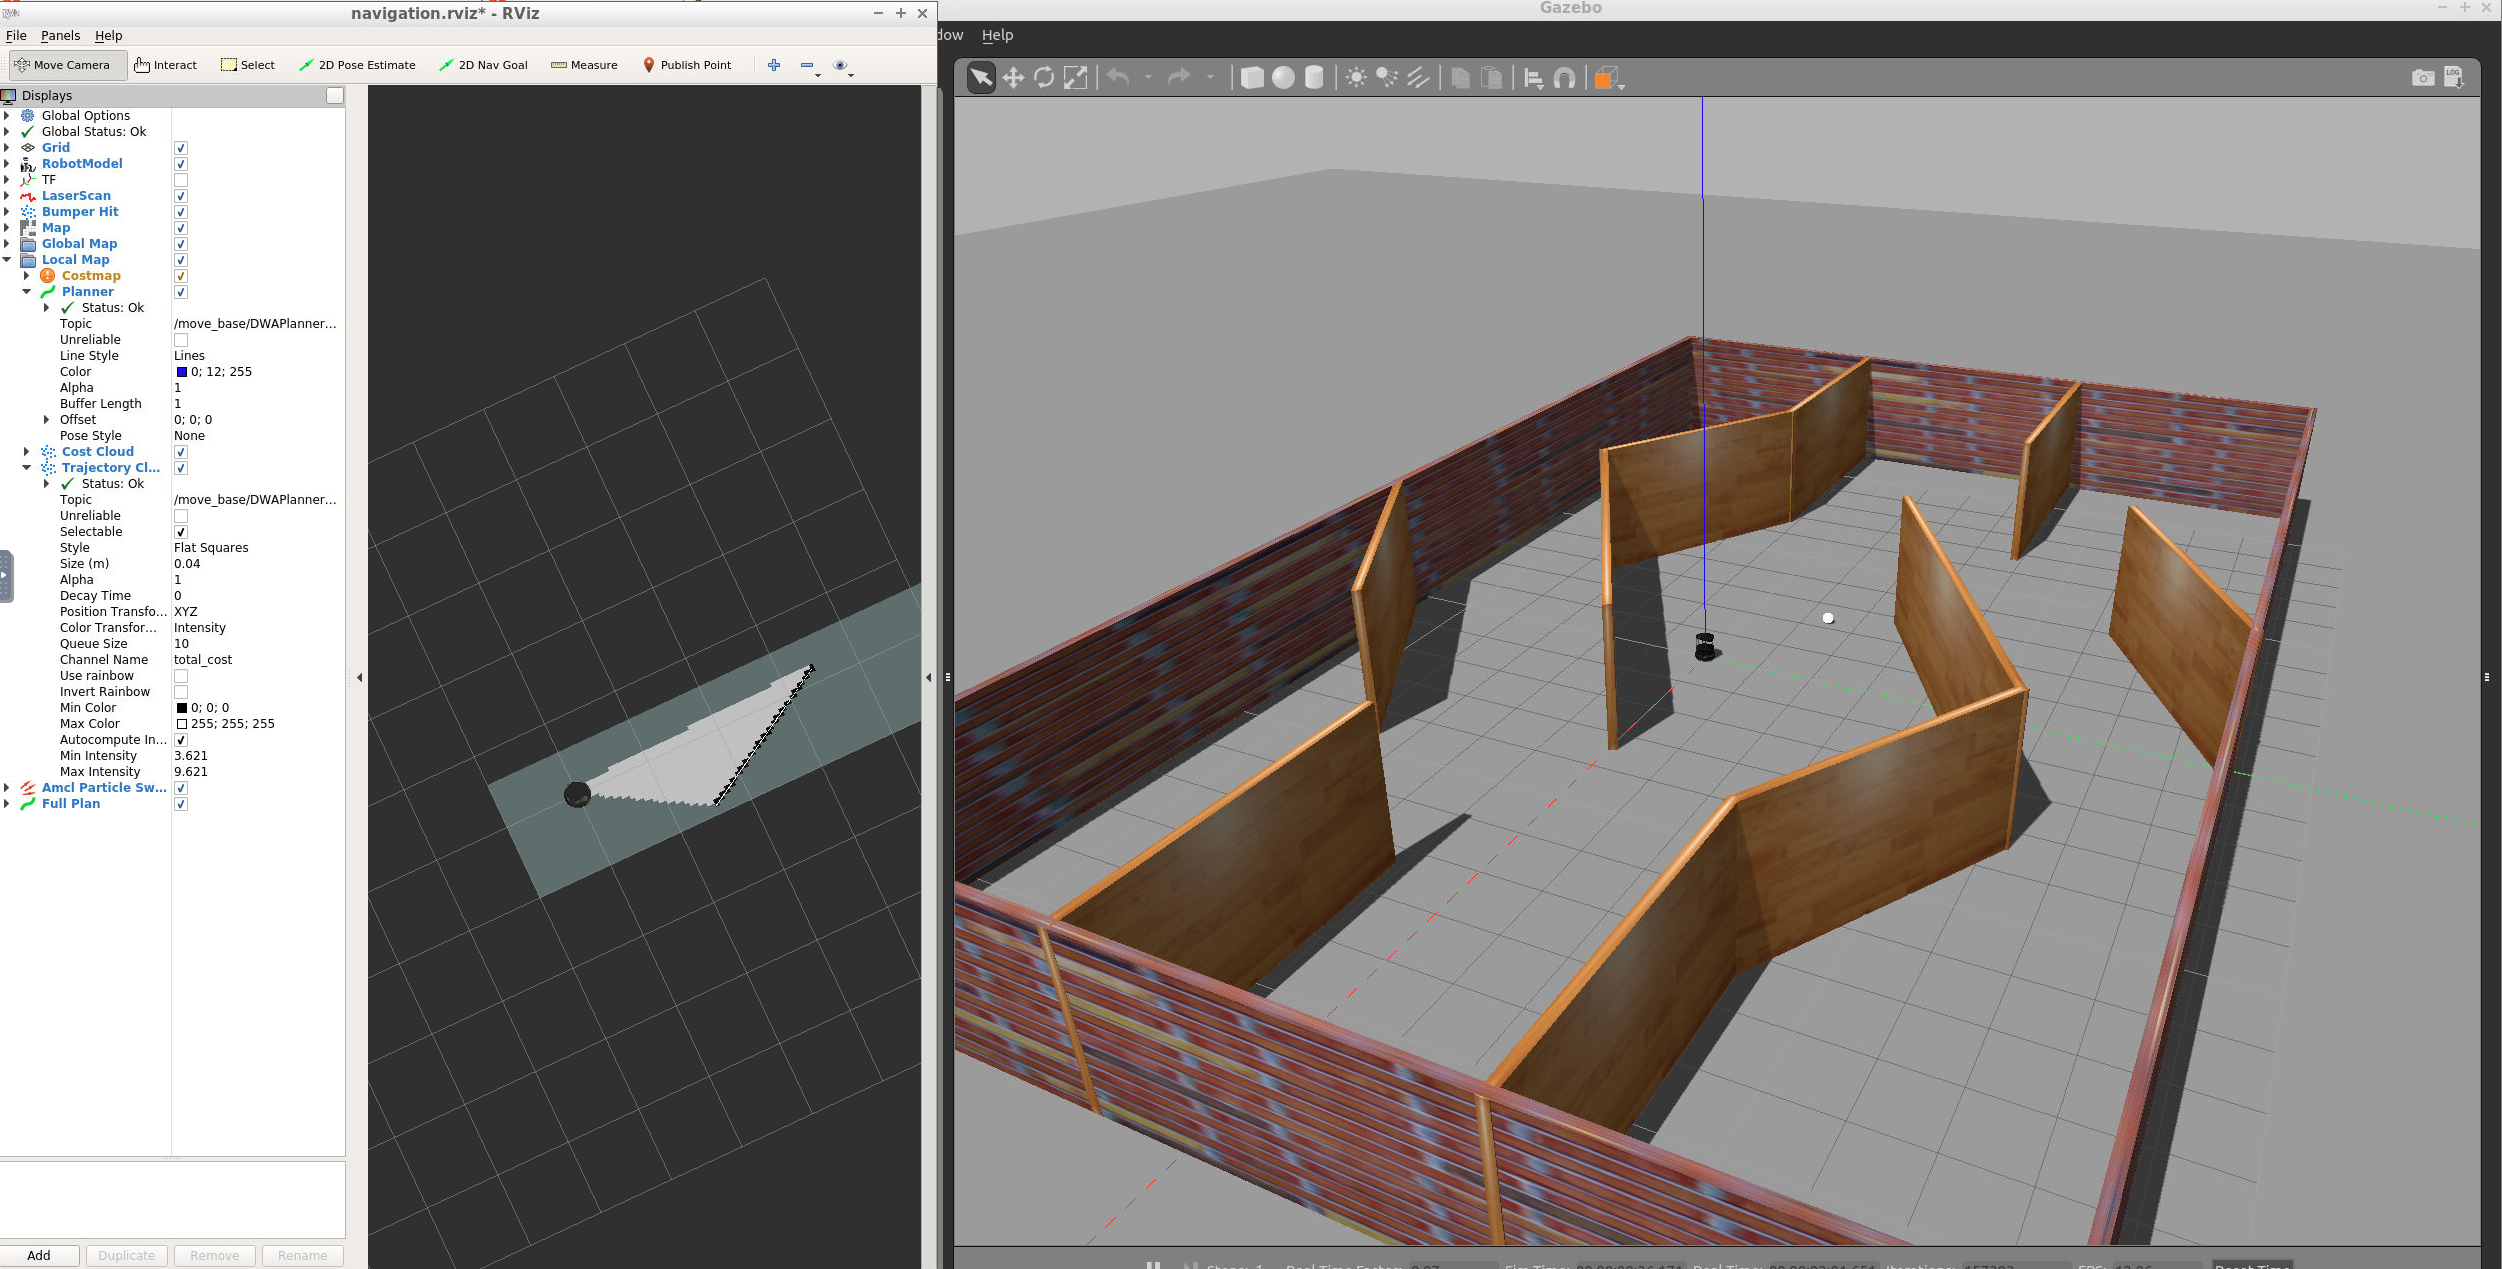 navigation.rviz* - RViz
File Panels Help
Move Camera Interact Select 2D Pose Estimate 2D Nav Goal Measure Publish Point
Displays
Global Options
Global Status: Ok
Grid
RobotModel
TF
LaserScan
Bumper Hit
Map
Global Map
Local Map
Costmap
Planner
Status: Ok
Topic /move_base/DWAPlanner...
Unreliable
Line Style Lines
Color 0; 12; 255
Alpha 1
Buffer Length 1
Offset 0; 0; 0
Pose Style None
Cost Cloud
Trajectory Cl...
Status: Ok
Topic /move_base/DWAPlanner...
Unreliable
Selectable
Style Flat Squares
Size (m) 0.04
Alpha 1
Decay Time 0
Position Transfo... XYZ
Color Transfor... Intensity
Queue Size 10
Channel Name total_cost
Use rainbow
Invert Rainbow
Min Color 0; 0; 0
Max Color 255; 255; 255
Autocompute In...
Min Intensity 3.621
Max Intensity 9.621
Amcl Particle Sw...
Full Plan
Add Duplicate Remove Rename
Gazebo
dow Help
LOG